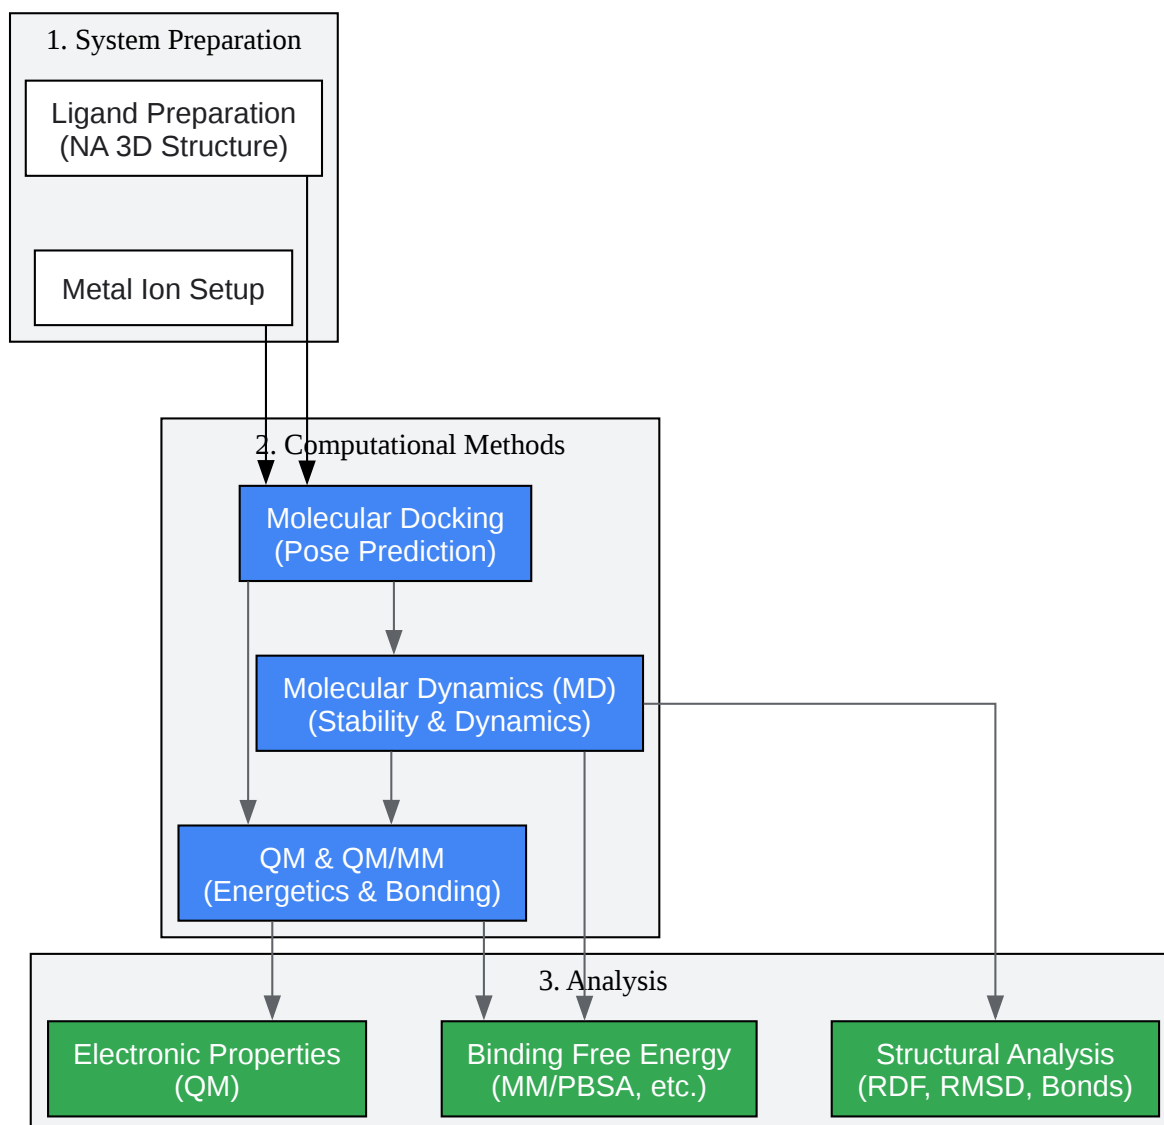 1. System Preparation
Ligand Preparation
(NA 3D Structure)
Metal Ion Setup
2. Computational Methods
Molecular Docking
(Pose Prediction)
Molecular Dynamics (MD)
(Stability & Dynamics)
QM & QM/MM
(Energetics & Bonding)
3. Analysis
Electronic Properties
(QM)
Binding Free Energy
(MM/PBSA, etc.)
Structural Analysis
(RDF, RMSD, Bonds)